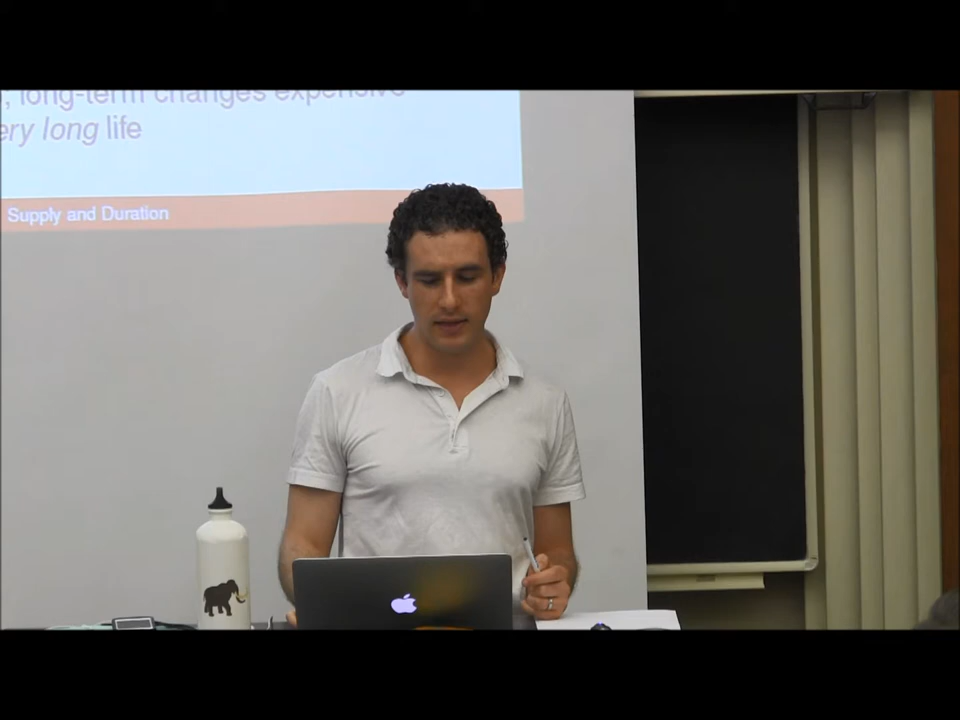 , long-term changes expensive
ery long life
Supply and Duration